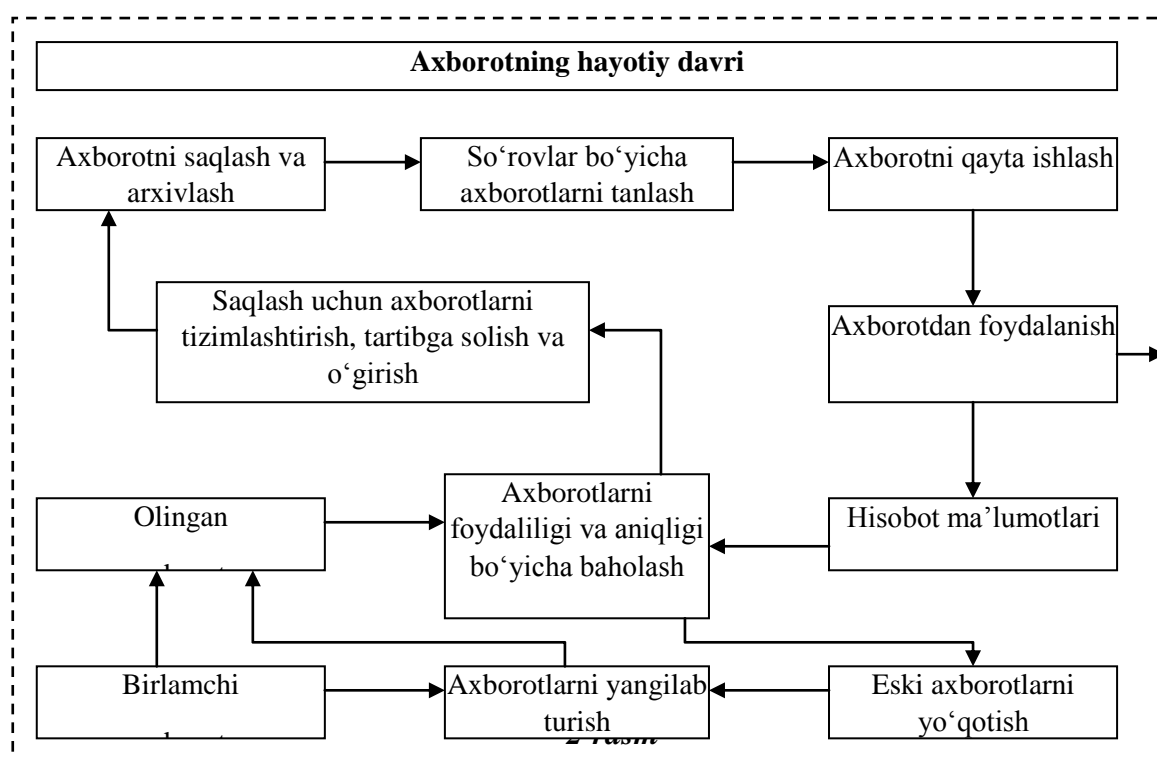 Axborotning hayotiy davri
Axborotni saqlash va
arxivlash
So‘rovlar bo‘yicha
axborotlarni tanlash
Axborotni qayta ishlash
Saqlash uchun axborotlarni
tizimlashtirish, tartibga solish va
o‘girish
Axborotdan foydalanish
Olingan
Axborotlarni
foydaliligi va aniqligi
bo‘yicha baholash
Hisobot ma’lumotlari
Birlamchi
Axborotlarni yangilab
turish
Eski axborotlarni
yo‘qotish
2-rasm